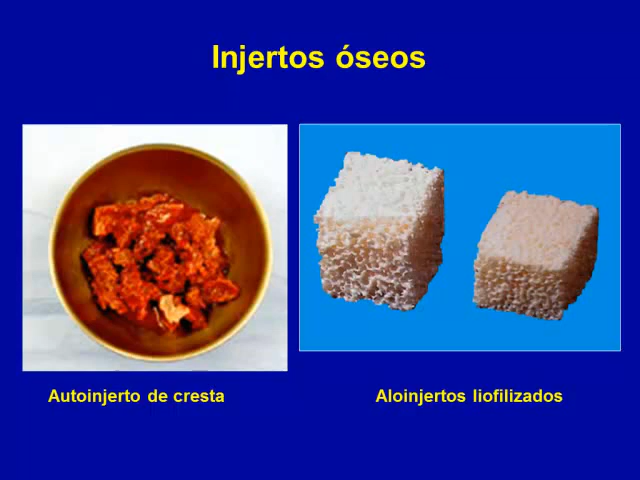 Injertos óseos
Autoinjerto de cresta
Aloinjertos liofilizados